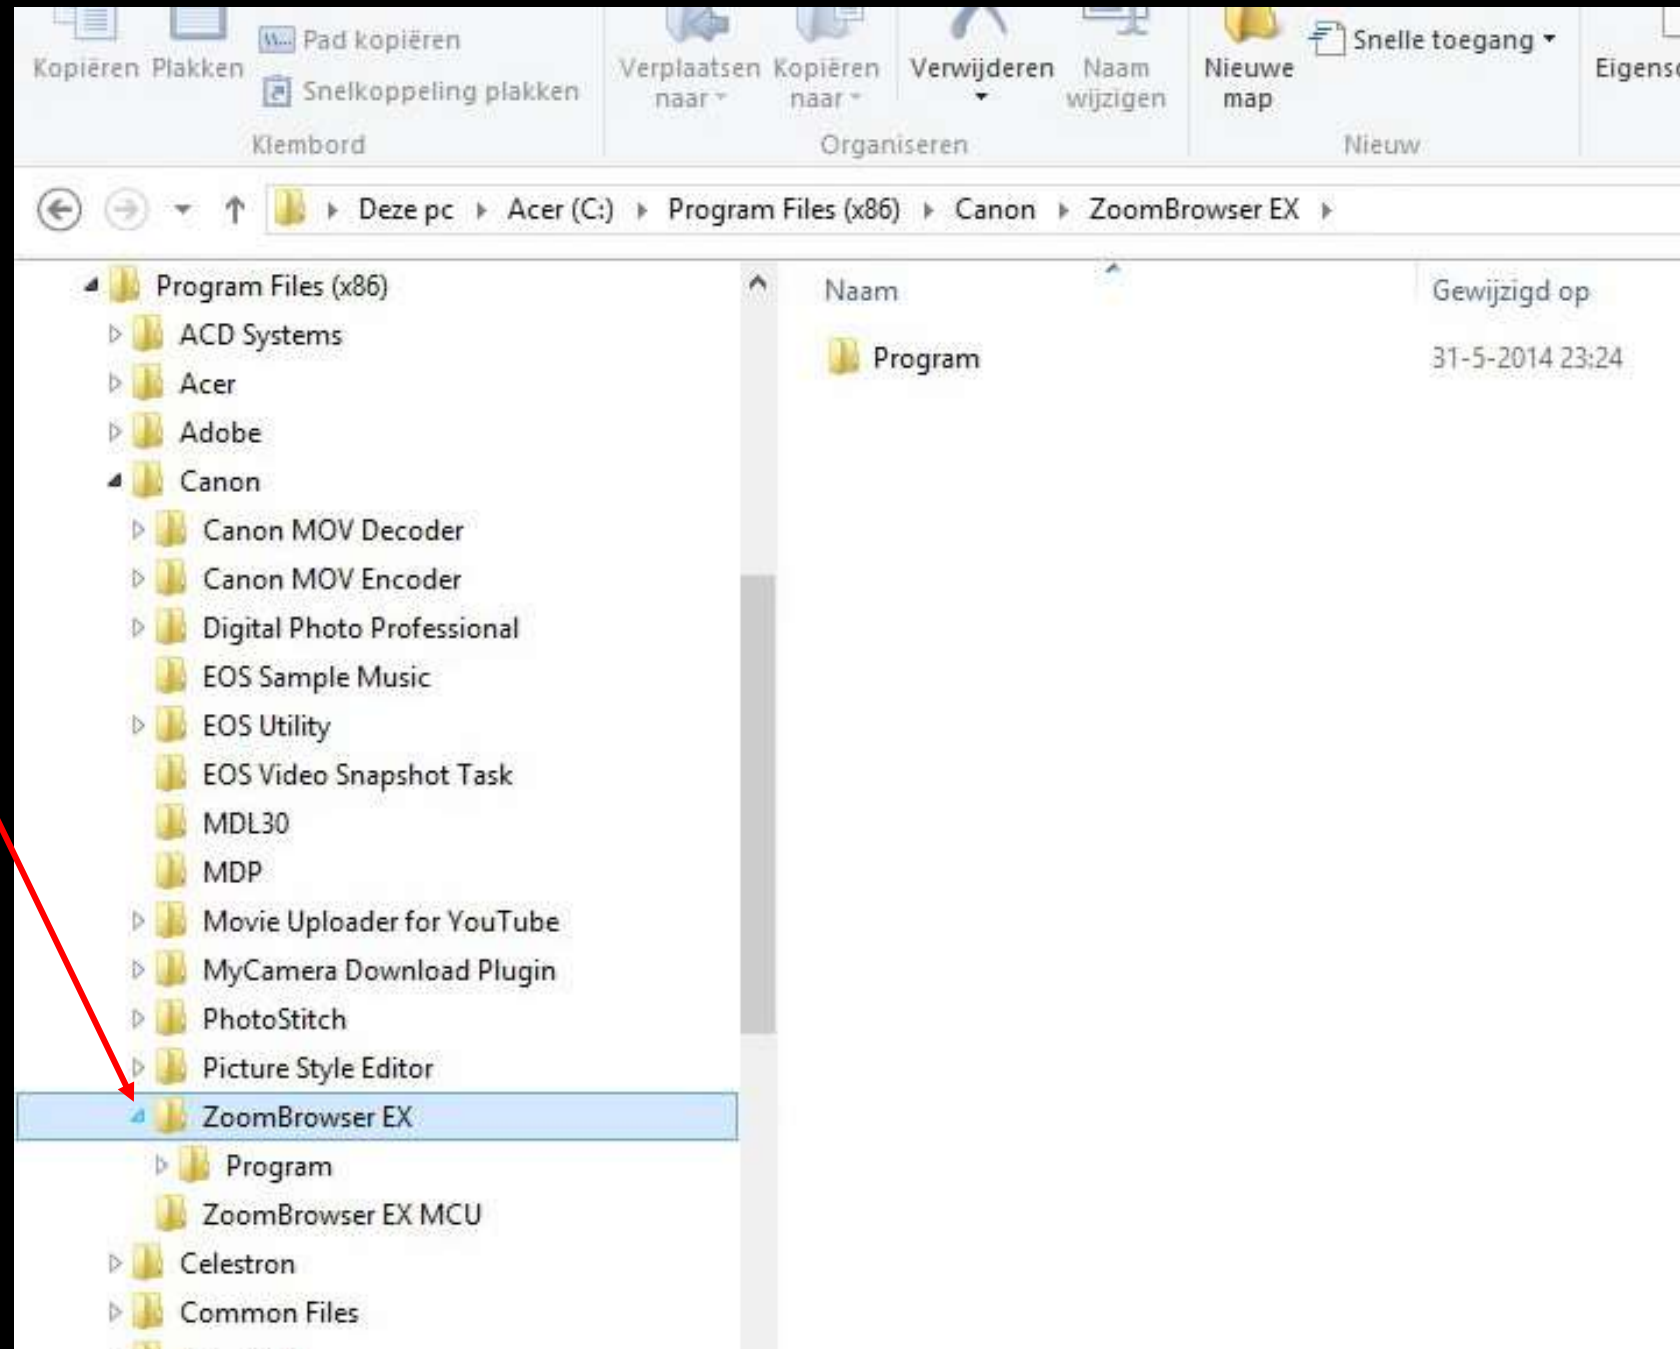 Pad kopiëren
Kopiëren Plakken
Snelkoppeling plakken
Klembord
Verplaatsen naar
Kopiëren naar
Verwijderen
Naam wijzigen
Organiseren
Nieuwe map
Snelle toegang
Nieuw
Deze pc Acer (C:) Program Files (x86) Canon ZoomBrowser EX
Program Files (x86)
ACD Systems
Acer
Adobe
Canon
Canon MOV Decoder
Canon MOV Encoder
Digital Photo Professional
EOS Sample Music
EOS Utility
EOS Video Snapshot Task
MDL30
MDP
Movie Uploader for YouTube
MyCamera Download Plugin
PhotoStitch
Picture Style Editor
ZoomBrowser EX
Program
ZoomBrowser EX MCU
Celestron
Common Files
Naam Gewijzigd op
Program 31-5-2014 23:24